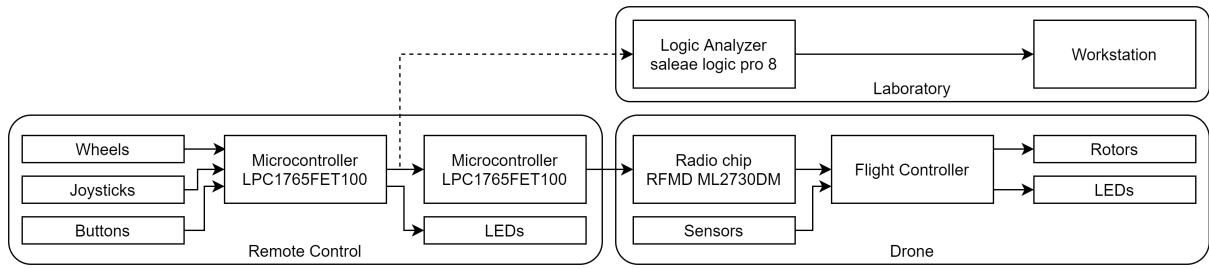 Logic Analyzer
saleae logic pro 8
Workstation
Laboratory
Wheels
Joysticks
Buttons
Microcontroller
LPC1765FET100
Microcontroller
LPC1765FET100
LEDs
Remote Control
Radio chip
RFMD ML2730DM
Sensors
Flight Controller
Rotors
LEDs
Drone